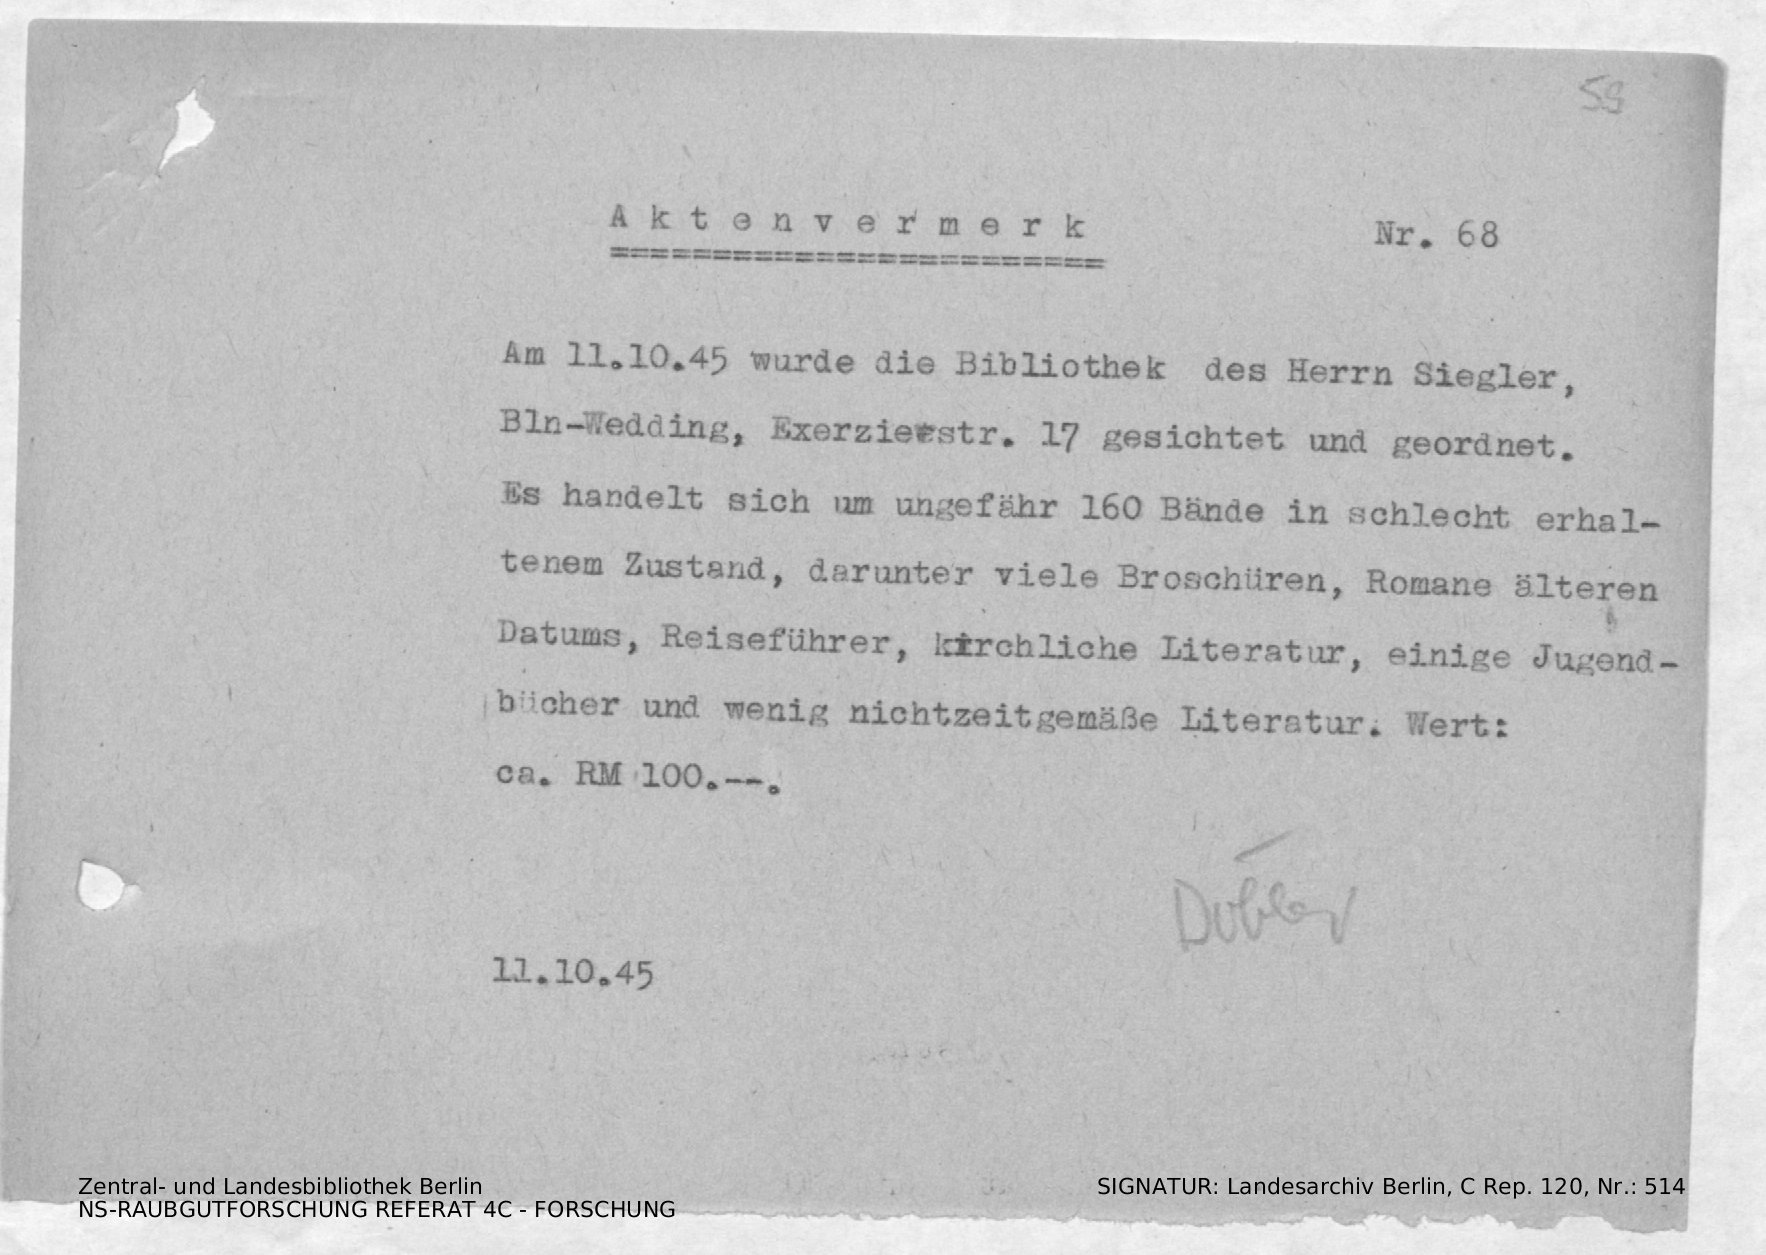 59
A k t e n v e r m e r k
Nr. 68
========================
Am 11.10.45 wurde die Bibliothek des Herrn Siegler,
Bln-Wedding, Exerzierstr. 17 gesichtet und geordnet.
Es handelt sich um ungefähr 160 Bände in schlecht erhal-
tenem Zustand, darunter viele Broschüren, Romane älteren
Datums, Reiseführer, kirchliche Literatur, einige Jugend-
bücher und wenig nichtzeitgemäße Literatur. Wert:
ca. RM 100.--.
11.10.45
Zentral- und Landesbibliothek Berlin
NS-RAUBGUTFORSCHUNG REFERAT 4C - FORSCHUNG
SIGNATUR: Landesarchiv Berlin, C Rep. 120, Nr.: 514